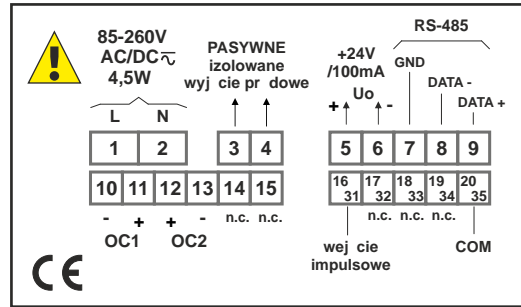 85-260V
AC/DC
4,5W
PASYWNE
izolowane
wyj cie pr dowe
+24V
/100mA
Uo
+ -
RS-485
GND
DATA -
DATA +
L N
1 2 3 4 5 6 7 8 9
10 11 12 13 14 15 16 31 17 32 18 33 19 34 20 35
- + + - n.c. n.c. n.c. n.c. n.c.
OC1 OC2
wej cie
impulsowe
COM
CE